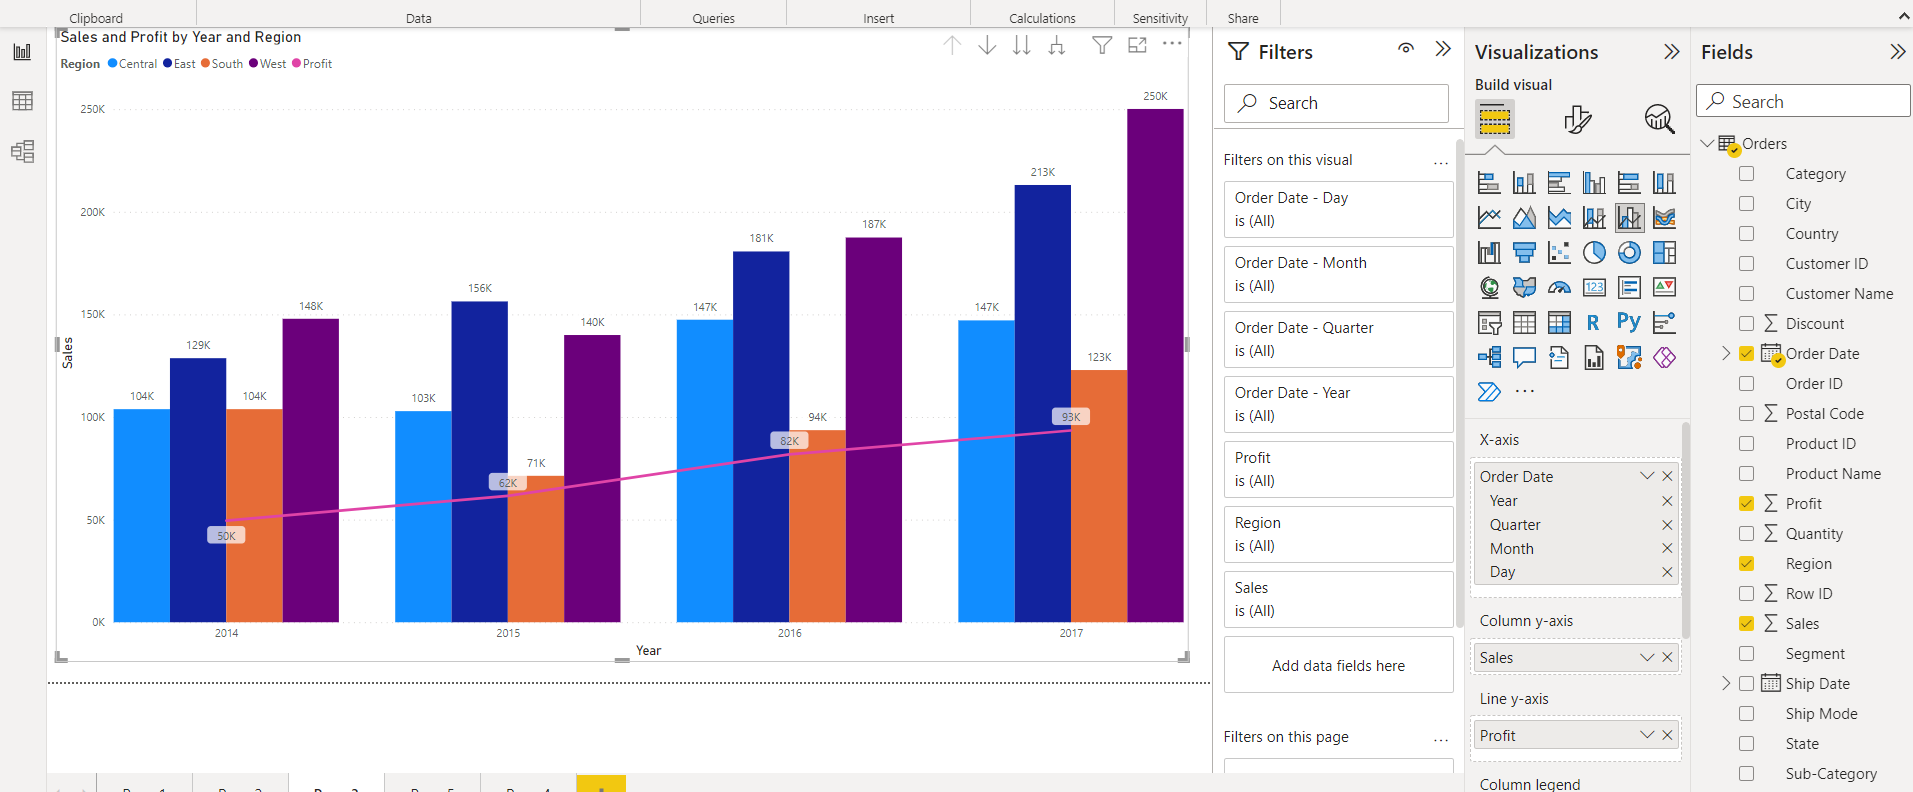 Clipboard
Data
Queries
Insert
Calculations
Sensitivity
Share
Sales and Profit by Year and Region
Region Central East South West Profit
250K
200K
150K
100K
50K
0K
Sales
104K
129K
104K
148K
50K
103K
156K
71K
140K
62K
147K
181K
94K
187K
82K
147K
213K
123K
250K
93K
2014
2015
2016
2017
Year
Filters
Search
Filters on this visual ...
Order Date - Day
is (All)
Order Date - Month
is (All)
Order Date - Quarter
is (All)
Order Date - Year
is (All)
Profit
is (All)
Region
is (All)
Sales
is (All)
Add data fields here
Filters on this page ...
Visualizations
Build visual
123
R
Py
...
X-axis
Order Date
Year
Quarter
Month
Day
Column y-axis
Sales
Line y-axis
Profit
Column legend
Fields
Search
Orders
Category
City
Country
Customer ID
Customer Name
Discount
Order Date
Order ID
Postal Code
Product ID
Product Name
Profit
Quantity
Region
Row ID
Sales
Segment
Ship Date
Ship Mode
State
Sub-Category